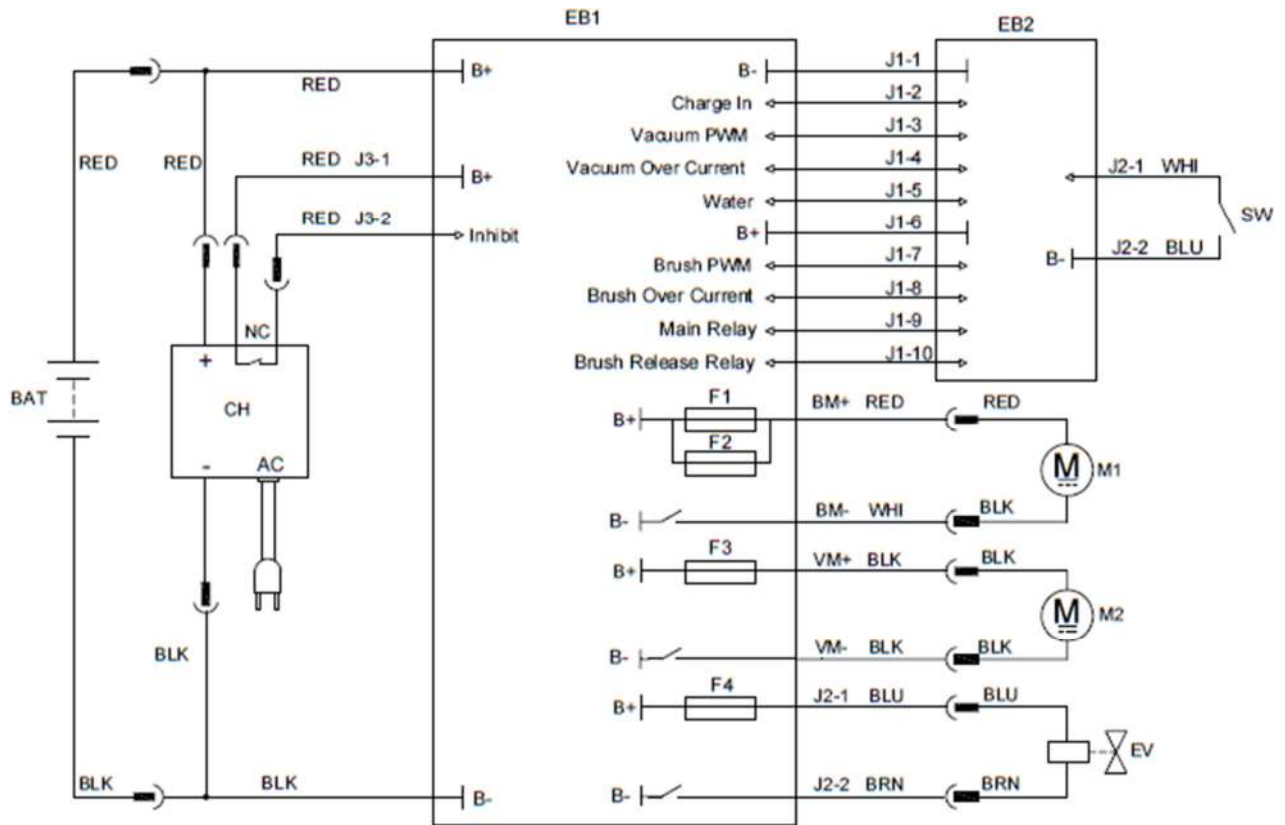 EB1
EB2
RED
B+
B- J1-1
Charge In J1-2
Vacuum PWM J1-3
Vacuum Over Current J1-4
Water J1-5
B+ J1-6
Brush PWM J1-7
Brush Over Current J1-8
Main Relay J1-9
Brush Release Relay J1-10
RED
RED
RED J3-1
B+
RED J3-2
Inhibit
J2-1 WHI
SW
B- J2-2 BLU
NC
+
CH
- AC
BAT
F1
B+ BM+ RED RED
F2
M M1
B- BM- WHI BLK
F3
B+ VM+ BLK BLK
M M2
B- VM- BLK BLK
F4
B+ J2-1 BLU BLU
EV
B- J2-2 BRN BRN
BLK
BLK
BLK
B-